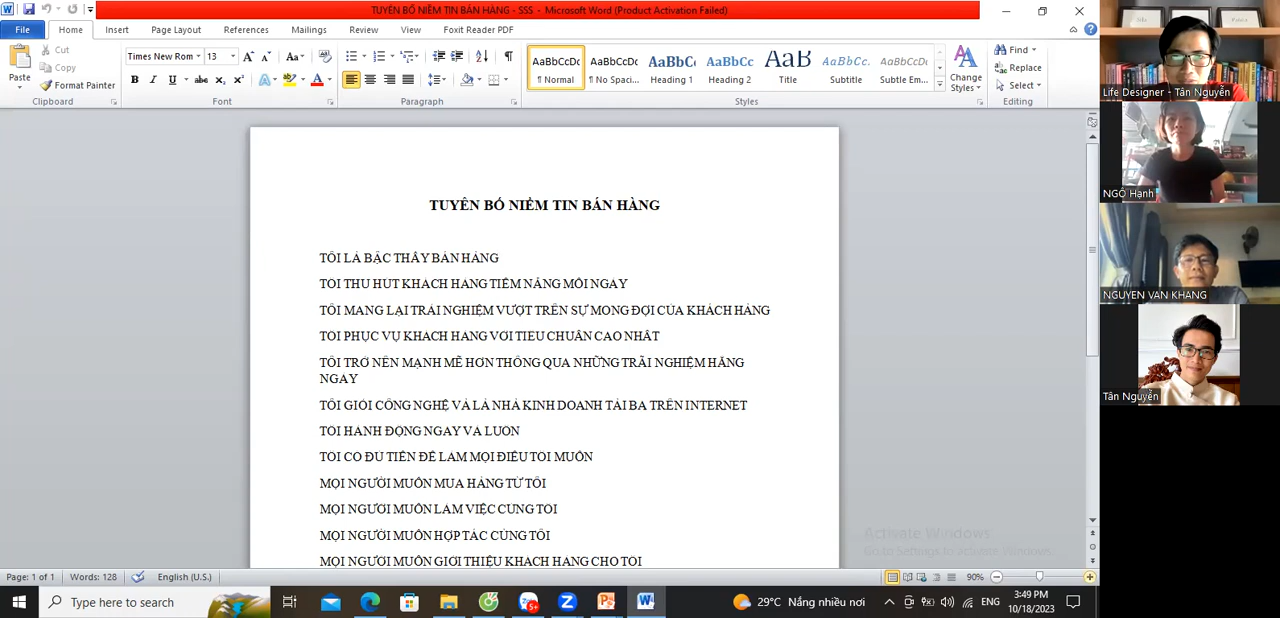 TUYÊN BỐ NIỀM TIN BÁN HÀNG - SSS - Microsoft Word (Product Activation Failed)
File Home Insert Page Layout References Mailings Review View Foxit Reader PDF
Paste
Cut
Copy
Format Painter
Clipboard
Times New Rom 13
Font
Paragraph
AaBbCcDc AaBbCcDc AaBbC AaBbCc AaB AaBbCc. AaBbCcDc
¶ Normal ¶ No Spaci... Heading 1 Heading 2 Title Subtitle Subtle Em...
Styles
Change
Styles
Find
Replace
Select
Editing
TUYÊN BỐ NIỀM TIN BÁN HÀNG
TÔI LÀ BẬC THẦY BÁN HÀNG
TÔI THU HÚT KHÁCH HÀNG TIỀM NĂNG MỖI NGÀY
TÔI MANG LẠI TRẢI NGHIỆM VƯỢT TRÊN SỰ MONG ĐỢI CỦA KHÁCH HÀNG
TÔI PHỤC VỤ KHÁCH HÀNG VỚI TIÊU CHUẨN CAO NHẤT
TÔI TRỞ NÊN MẠNH MẼ HƠN THÔNG QUA NHỮNG TRÃI NGHIỆM HẰNG
NGÀY
TÔI GIỎI CÔNG NGHỆ VÀ LÀ NHÀ KINH DOANH TÀI BA TRÊN INTERNET
TÔI HÀNH ĐỘNG NGAY VÀ LUÔN
TÔI CÓ ĐỦ TIỀN ĐỂ LÀM MỌI ĐIỀU TÔI MUỐN
MỌI NGƯỜI MUỐN MUA HÀNG TỪ TÔI
MỌI NGƯỜI MUỐN LÀM VIỆC CÙNG TÔI
MỌI NGƯỜI MUỐN HỢP TÁC CÙNG TÔI
MỌI NGƯỜI MUỐN GIỚI THIỆU KHÁCH HÀNG CHO TÔI
Activate Windows
Go to Settings to Activate Windows.
Life Designer - Tân Nguyễn
NGÔ Hạnh
NGUYEN VAN KHANG
Tân Nguyễn
Page: 1 of 1 Words: 128 English (U.S.) 90%
Type here to search
29°C Nắng nhiều nơi
ENG
3:49 PM
10/18/2023